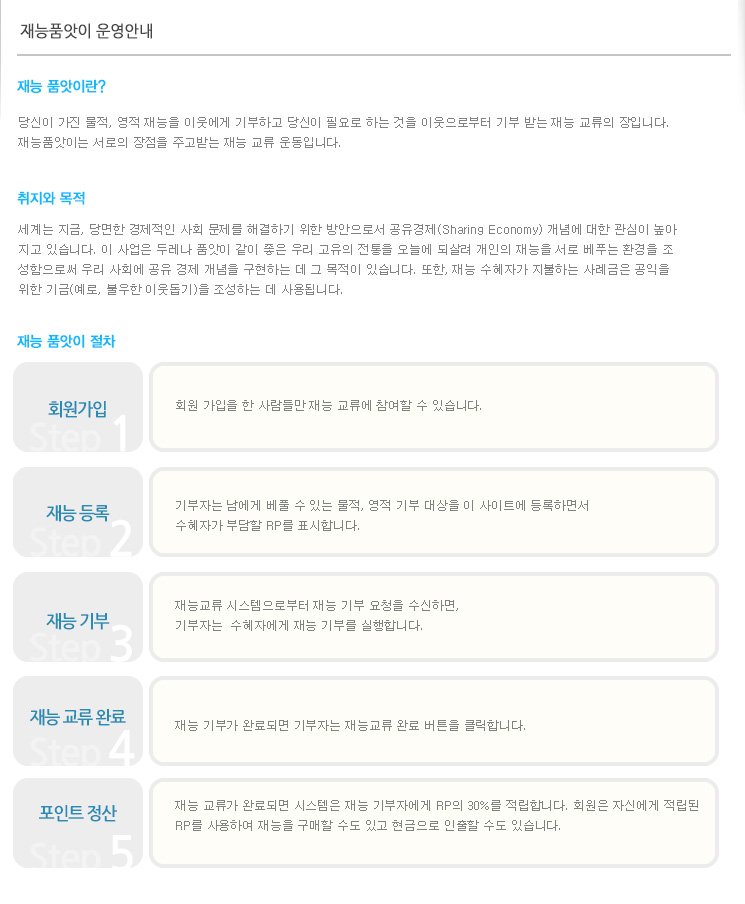 재능품앗이 운영안내
재능 품앗이란?
당신이 가진 물적, 영적 재능을 이웃에게 기부하고 당신이 필요로 하는 것을 이웃으로부터 기부 받는 재능 교류의 장입니다.
재능품앗이는 서로의 장점을 주고받는 재능 교류 운동입니다.
취지와 목적
세계는 지금, 당면한 경제적인 사회 문제를 해결하기 위한 방안으로서 공유경제(Sharing Economy) 개념에 대한 관심이 높아
지고 있습니다. 이 사업은 두레나 품앗이 같이 좋은 우리 고유의 전통을 오늘에 되살려 개인의 재능을 서로 베푸는 환경을 조
성함으로써 우리 사회에 공유 경제 개념을 구현하는 데 그 목적이 있습니다. 또한, 재능 수혜자가 지불하는 사례금은 공익을
위한 기금(예로, 불우한 이웃돕기)을 조성하는 데 사용됩니다.
재능 품앗이 절차
회원가입
Step 1
회원 가입을 한 사람들만 재능 교류에 참여할 수 있습니다.
재능 등록
Step 2
기부자는 남에게 베풀 수 있는 물적, 영적 기부 대상을 이 사이트에 등록하면서
수혜자가 부담할 RP를 표시합니다.
재능 기부
Step 3
재능교류 시스템으로부터 재능 기부 요청을 수신하면,
기부자는 수혜자에게 재능 기부를 실행합니다.
재능 교류 완료
Step 4
재능 기부가 완료되면 기부자는 재능교류 완료 버튼을 클릭합니다.
포인트 정산
Step 5
재능 교류가 완료되면 시스템은 재능 기부자에게 RP의 30%를 적립합니다. 회원은 자신에게 적립된
RP를 사용하여 재능을 구매할 수도 있고 현금으로 인출할 수도 있습니다.